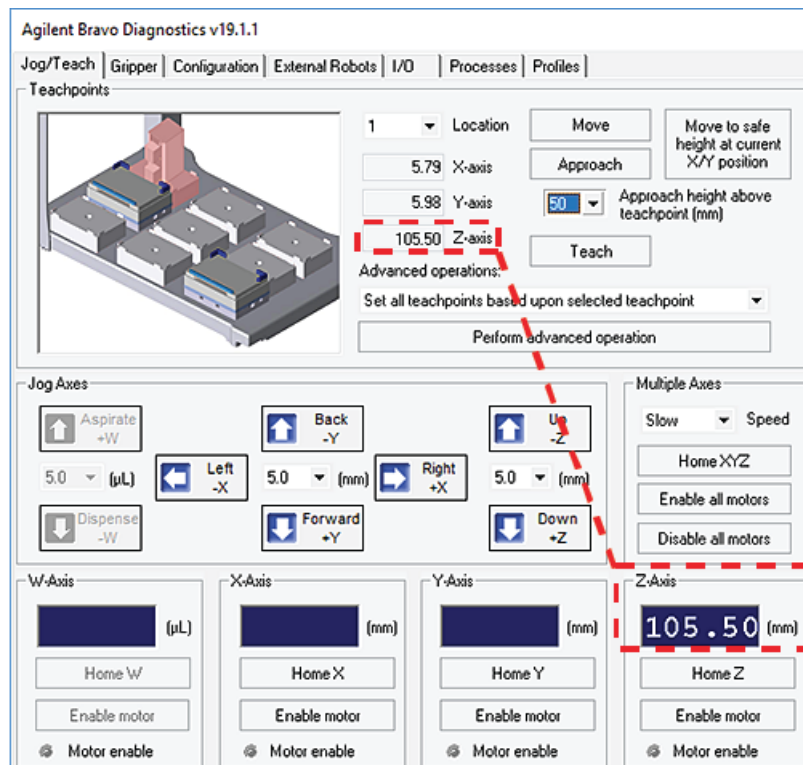 Agilent Bravo Diagnostics v19.1.1
Jog/Teach Gripper Configuration External Robots I/O Processes Profiles
Teachpoints
1 Location
5.79 X-axis
5.98 Y-axis
105.50 Z-axis
Move
Approach
Move to safe
height at current
X/Y position
50 Approach height above
teachpoint (mm)
Teach
Advanced operations:
Set all teachpoints based upon selected teachpoint
Perform advanced operation
Jog Axes
Aspirate
+W
5.0 (µL)
Dispense
-W
Left
-X
Back
-Y
5.0 (mm)
Forward
+Y
Right
+X
Up
-Z
5.0 (mm)
Down
+Z
Multiple Axes
Slow Speed
Home XYZ
Enable all motors
Disable all motors
W-Axis
(µL)
Home W
Enable motor
Motor enable
X-Axis
(mm)
Home X
Enable motor
Motor enable
Y-Axis
(mm)
Home Y
Enable motor
Motor enable
Z-Axis
105.50 (mm)
Home Z
Enable motor
Motor enable